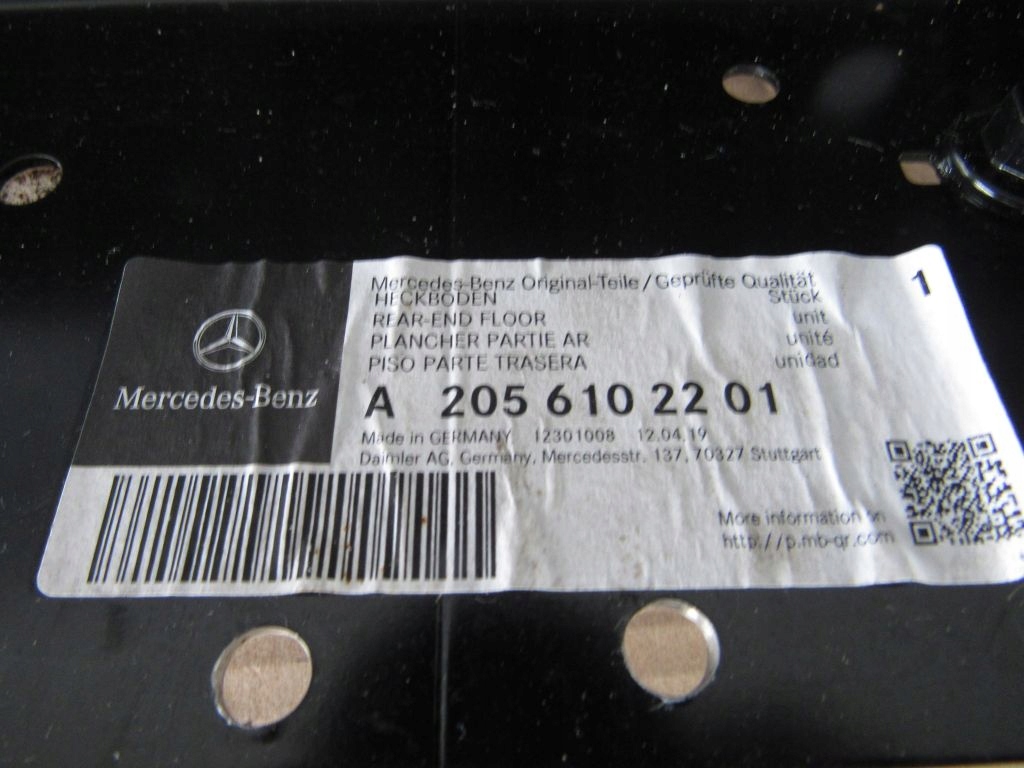 Mercedes-Benz Original-Teile/Geprüfte Qualität
HECKBODEN Stück
REAR-END FLOOR unit
PLANCHER PARTIE AR unité
PISO PARTE TRASERA unidad
1
Mercedes-Benz
A 205 610 22 01
Made in GERMANY 12301008 12.04.19
Daimler AG, Germany, Mercedesstr. 137, 70327 Stuttgart
More information on
http://p.mb-qr.com